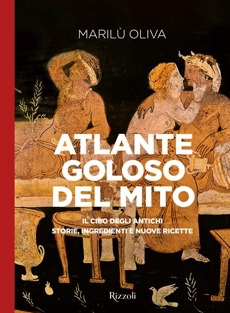 MARILÙ OLIVA
ATLANTE
GOLOSO
DEL MITO
IL CIBO DEGLI ANTICHI
STORIE, INGREDIENTI E NUOVE RICETTE
Rizzoli